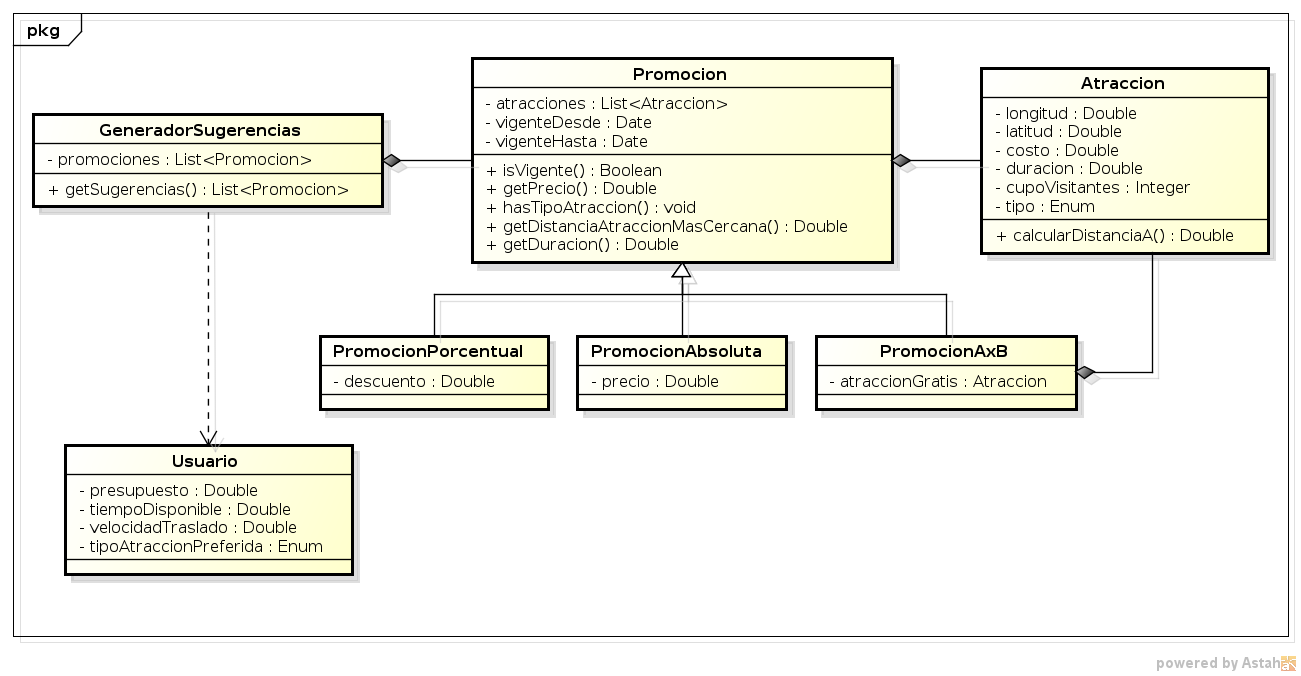 pkg
GeneradorSugerencias
- promociones : List<Promocion>
+ getSugerencias() : List<Promocion>
Promocion
- atracciones : List<Atraccion>
- vigenteDesde : Date
- vigenteHasta : Date
+ isVigente() : Boolean
+ getPrecio() : Double
+ hasTipoAtraccion() : void
+ getDistanciaAtraccionMasCercana() : Double
+ getDuracion() : Double
Atraccion
- longitud : Double
- latitud : Double
- costo : Double
- duracion : Double
- cupoVisitantes : Integer
- tipo : Enum
+ calcularDistanciaA() : Double
PromocionPorcentual
- descuento : Double
PromocionAbsoluta
- precio : Double
PromocionAxB
- atraccionGratis : Atraccion
Usuario
- presupuesto : Double
- tiempoDisponible : Double
- velocidadTraslado : Double
- tipoAtraccionPreferida : Enum
powered by Astah